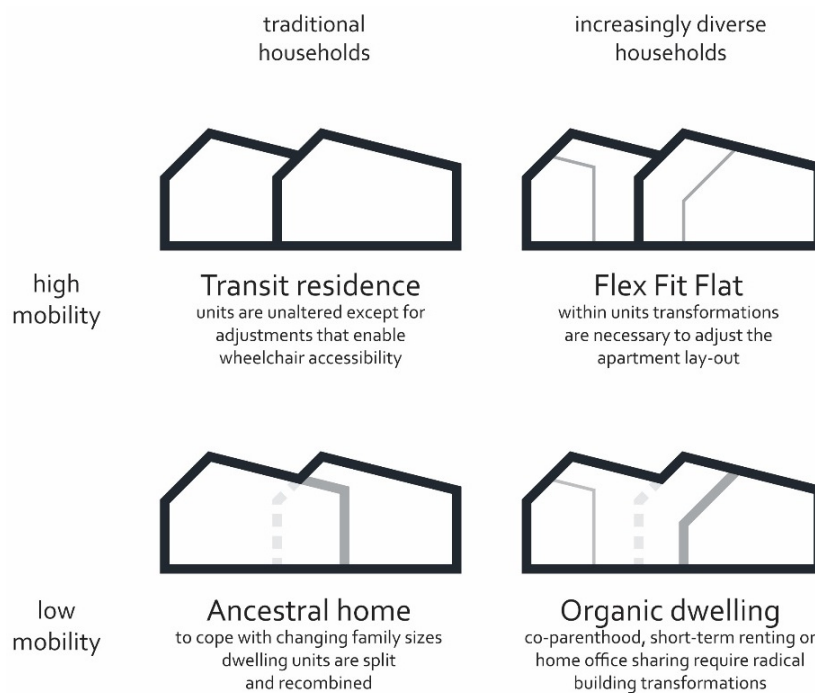 traditional
households
increasingly diverse
households
high
mobility
Transit residence
units are unaltered except for
adjustments that enable
wheelchair accessibility
Flex Fit Flat
within units transformations
are necessary to adjust the
apartment lay-out
low
mobility
Ancestral home
to cope with changing family sizes
dwelling units are split
and recombined
Organic dwelling
co-parenthood, short-term renting or
home office sharing require radical
building transformations